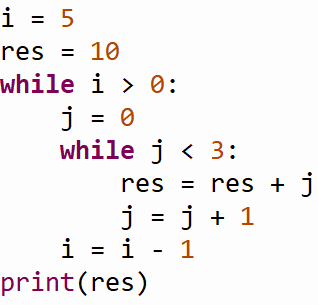 i = 5
res = 10
while i > 0:
    j = 0
    while j < 3:
        res = res + j
        j = j + 1
    i = i - 1
print(res)